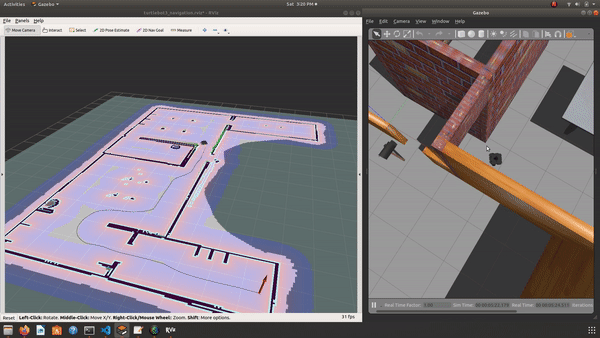 Activities
Gazebo
Sat 3:30 PM
turtlebot3_navigation.rviz* - RViz
Gazebo
File Panels Help
File Edit Camera View Window Help
Move Camera Interact Select 2D Pose Estimate 2D Nav Goal Measure
Real Time Factor:
Sim Time:
Real Time:
Iterations:
Reset Left-Click: Rotate. Middle-Click: Move X/Y. Right-Click/Mouse Wheel: Zoom. Shift: More options.
31 fps
RViz